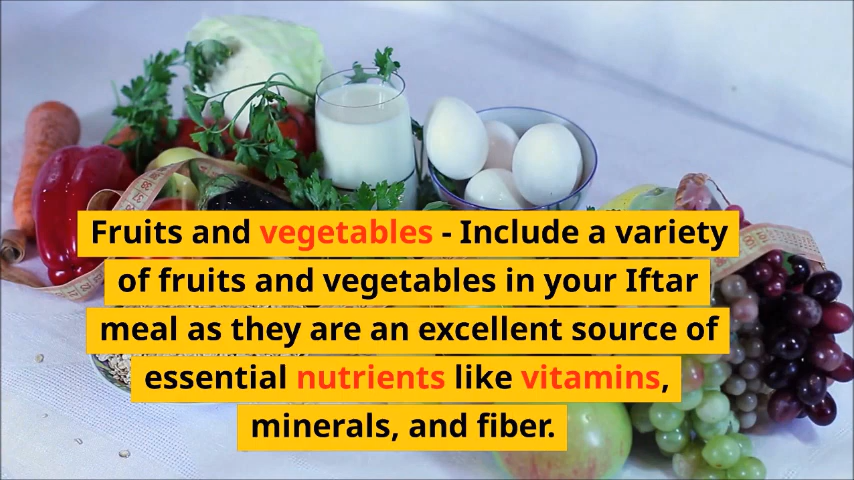 Fruits and vegetables - Include a variety
of fruits and vegetables in your Iftar
meal as they are an excellent source of
essential nutrients like vitamins,
minerals, and fiber.